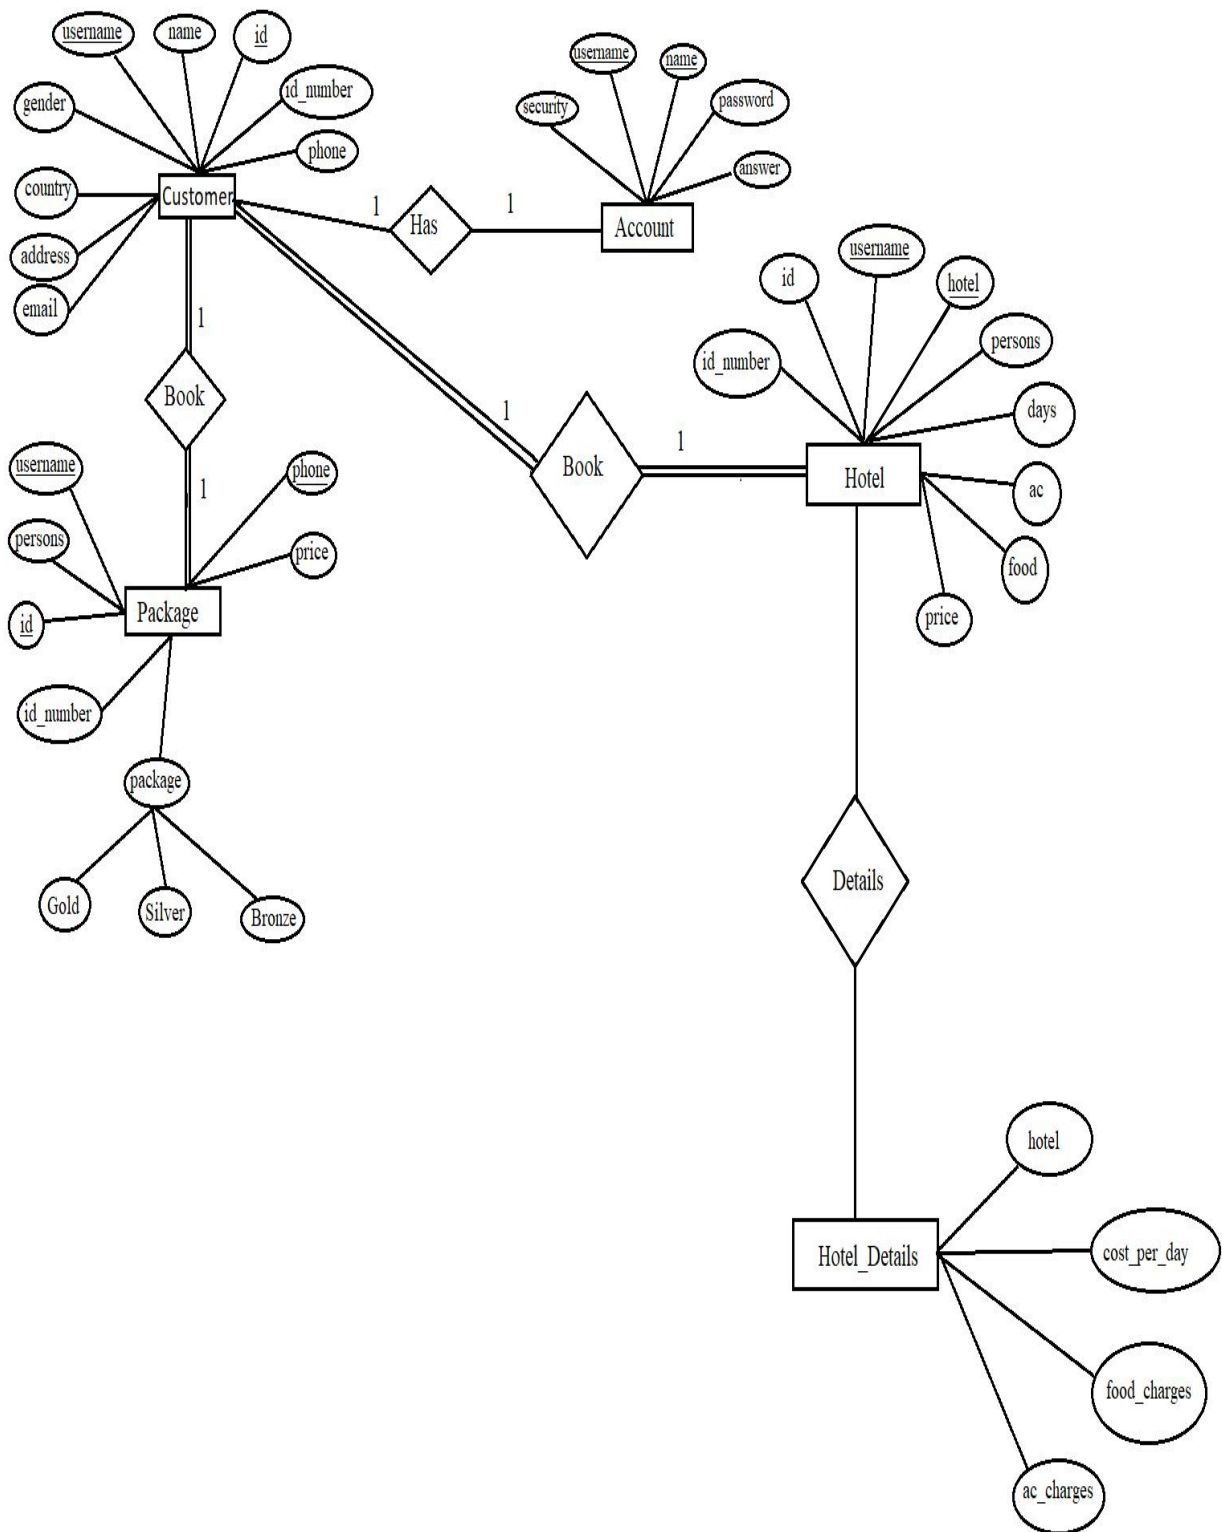 username
name
id
gender
id_number
phone
country
Customer
address
email
1
1
Has
security
username
name
password
answer
Account
1
Book
1
1
Book
1
username
persons
id
id_number
phone
price
Package
package
Gold
Silver
Bronze
id_number
id
username
hotel
persons
days
ac
food
price
Hotel
Details
Hotel_Details
hotel
cost_per_day
food_charges
ac_charges